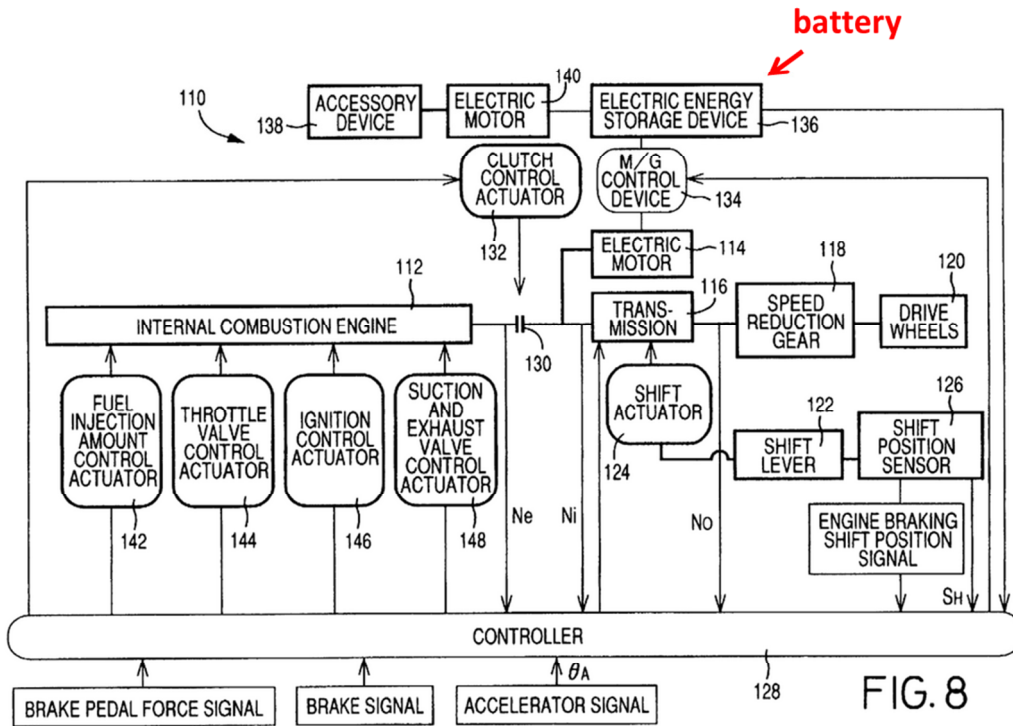 battery
110
ACCESSORY
DEVICE
138
ELECTRIC
MOTOR
140
ELECTRIC ENERGY
STORAGE DEVICE
136
CLUTCH
CONTROL
ACTUATOR
132
M/G
CONTROL
DEVICE
134
ELECTRIC
MOTOR
114
112
INTERNAL COMBUSTION ENGINE
130
TRANS-
MISSION
116
SPEED
REDUCTION
GEAR
118
DRIVE
WHEELS
120
FUEL
INJECTION
AMOUNT
CONTROL
ACTUATOR
142
THROTTLE
VALVE
CONTROL
ACTUATOR
144
IGNITION
CONTROL
ACTUATOR
146
SUCTION
AND
EXHAUST
VALVE
CONTROL
ACTUATOR
148
SHIFT
ACTUATOR
124
SHIFT
LEVER
122
SHIFT
POSITION
SENSOR
126
Ne
Ni
No
ENGINE BRAKING
SHIFT POSITION
SIGNAL
SH
CONTROLLER
128
θA
BRAKE PEDAL FORCE SIGNAL
BRAKE SIGNAL
ACCELERATOR SIGNAL
FIG. 8